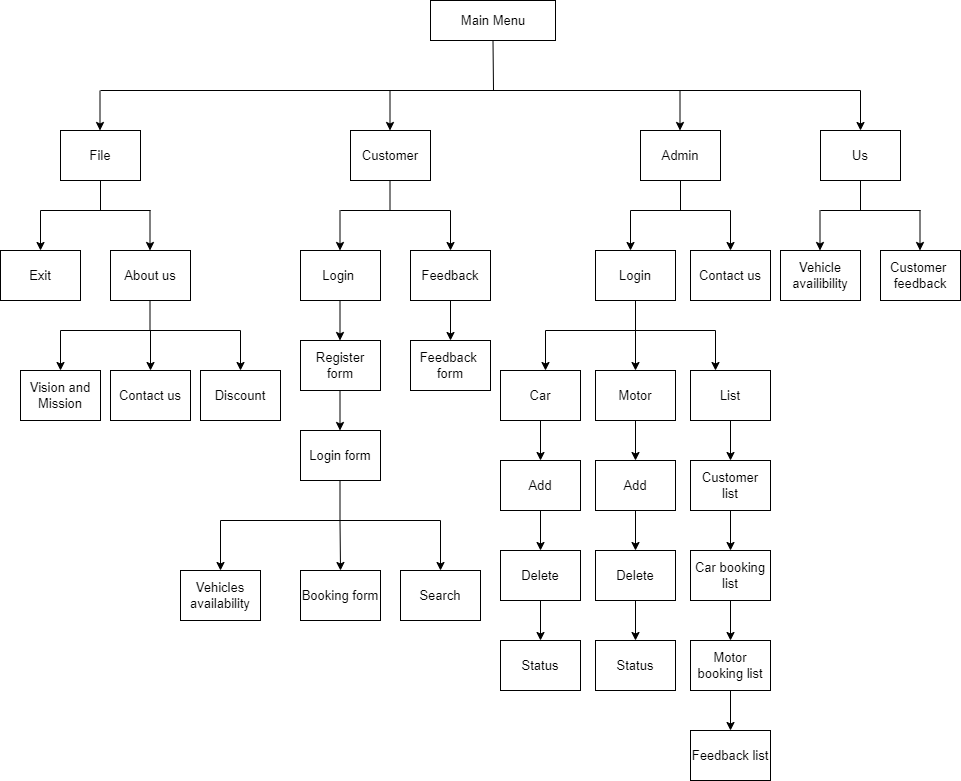 Main Menu
File
Customer
Admin
Us
Exit
About us
Login
Feedback
Login
Contact us
Vehicle
availibility
Customer
feedback
Register
form
Feedback
form
Vision and
Mission
Contact us
Discount
Car
Motor
List
Login form
Add
Add
Customer
list
Delete
Delete
Car booking
list
Vehicles
availability
Booking form
Search
Status
Status
Motor
booking list
Feedback list